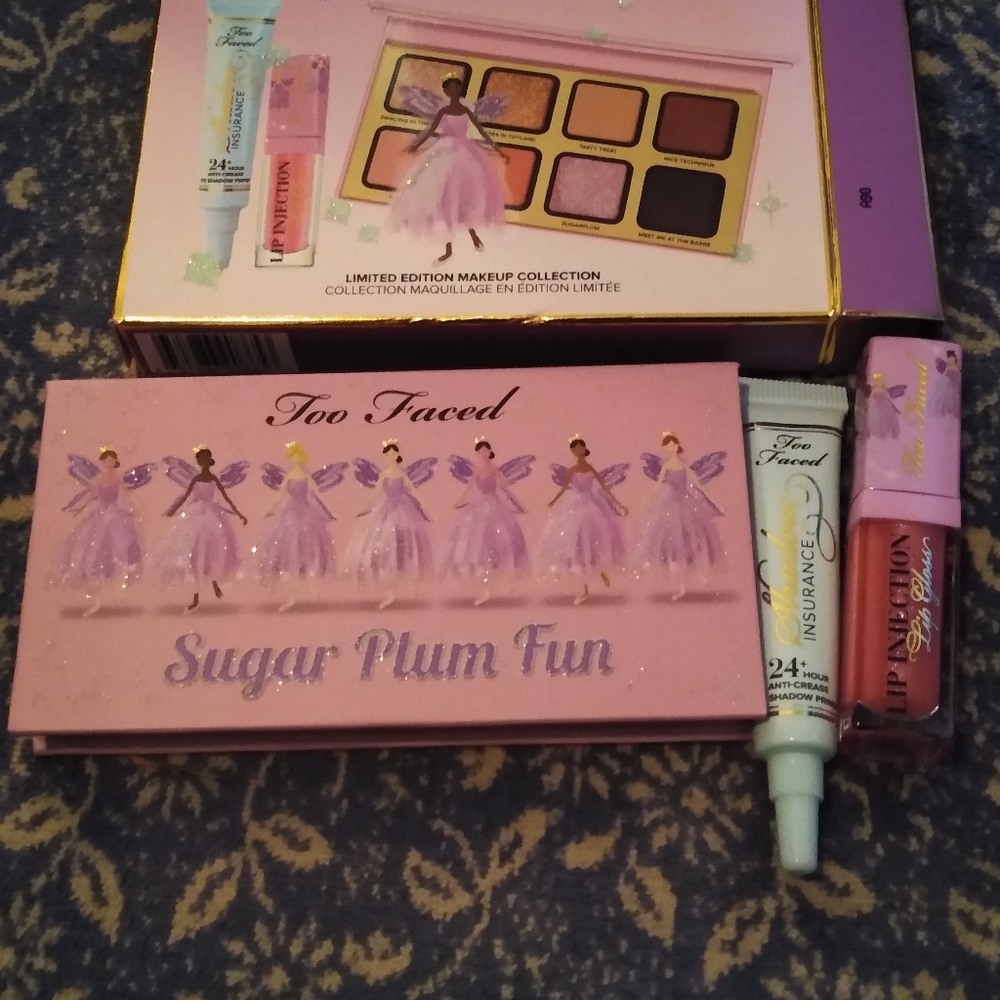 Too
Faced
INSURANCE
24+ HOUR
ANTI-CREASE
LIP INJECTION
PARTY TREAT
NICE TECHNIQUE
SUGARPLUM
MEET ME AT THE BARRE
LIMITED EDITION MAKEUP COLLECTION
COLLECTION MAQUILLAGE EN ÉDITION LIMITÉE
Too Faced
Sugar Plum Fun
Too
Faced
Shadow
INSURANCE
24+ HOUR
ANTI-CREASE
SHADOW
Too Faced
LIP INJECTION
Lip Gloss